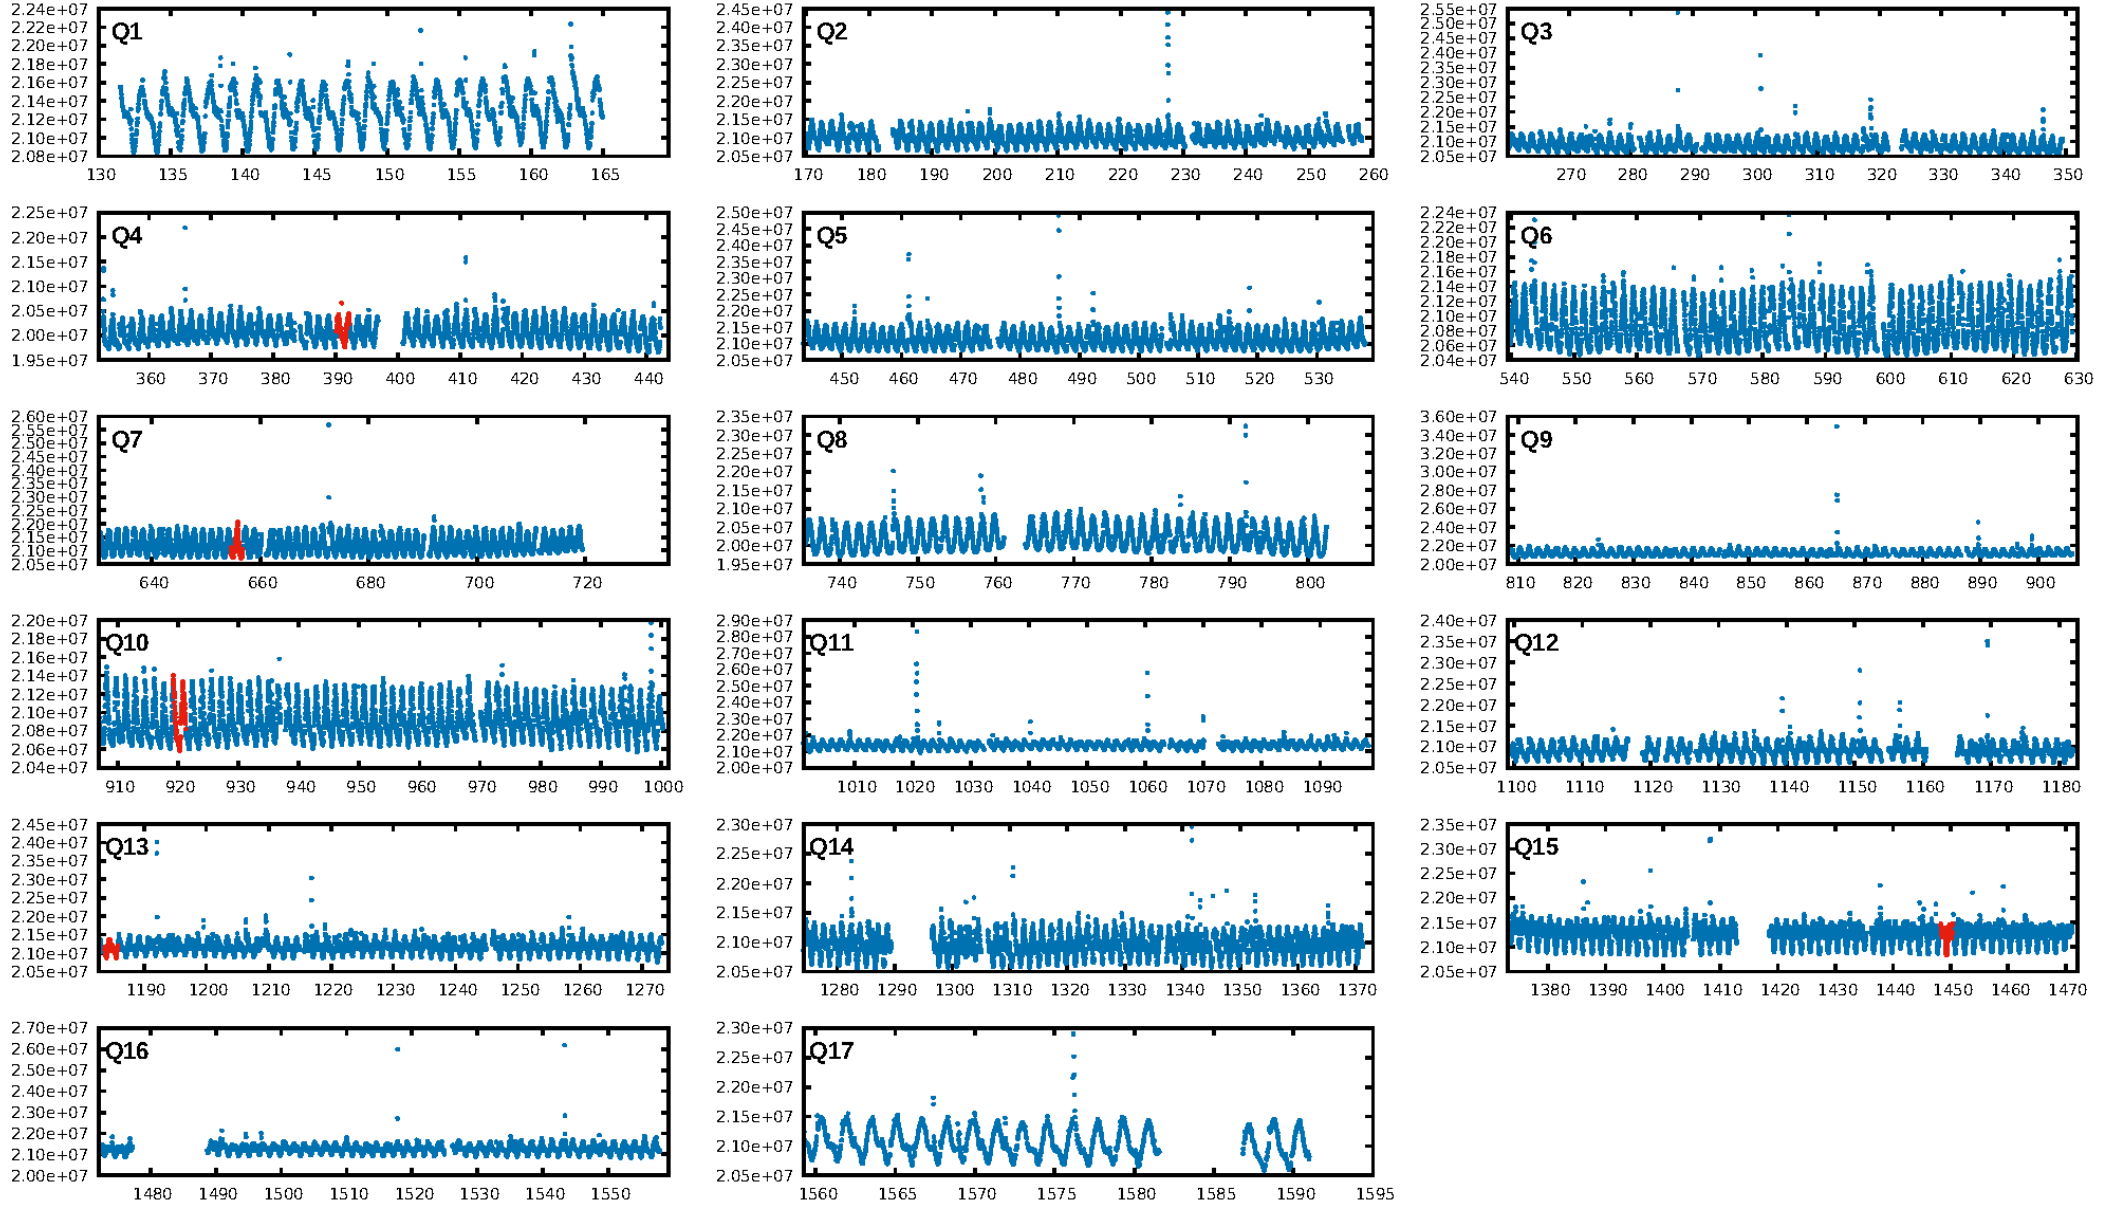 Q1
2.24e+07
2.22e+07
2.20e+07
2.18e+07
2.16e+07
2.14e+07
2.12e+07
2.10e+07
2.08e+07
130 135 140 145 150 155 160 165
Q2
2.45e+07
2.40e+07
2.35e+07
2.30e+07
2.25e+07
2.20e+07
2.15e+07
2.10e+07
2.05e+07
170 180 190 200 210 220 230 240 250 260
Q3
2.55e+07
2.50e+07
2.45e+07
2.40e+07
2.35e+07
2.30e+07
2.25e+07
2.20e+07
2.15e+07
2.10e+07
2.05e+07
270 280 290 300 310 320 330 340 350
Q4
2.25e+07
2.20e+07
2.15e+07
2.10e+07
2.05e+07
2.00e+07
1.95e+07
360 370 380 390 400 410 420 430 440
Q5
2.50e+07
2.45e+07
2.40e+07
2.35e+07
2.30e+07
2.25e+07
2.20e+07
2.15e+07
2.10e+07
2.05e+07
450 460 470 480 490 500 510 520 530
Q6
2.24e+07
2.22e+07
2.20e+07
2.18e+07
2.16e+07
2.14e+07
2.12e+07
2.10e+07
2.08e+07
2.06e+07
2.04e+07
540 550 560 570 580 590 600 610 620 630
Q7
2.60e+07
2.55e+07
2.50e+07
2.45e+07
2.40e+07
2.35e+07
2.30e+07
2.25e+07
2.20e+07
2.15e+07
2.10e+07
2.05e+07
640 660 680 700 720
Q8
2.35e+07
2.30e+07
2.25e+07
2.20e+07
2.15e+07
2.10e+07
2.05e+07
2.00e+07
1.95e+07
740 750 760 770 780 790 800
Q9
3.60e+07
3.40e+07
3.20e+07
3.00e+07
2.80e+07
2.60e+07
2.40e+07
2.20e+07
2.00e+07
810 820 830 840 850 860 870 880 890 900
Q10
2.20e+07
2.18e+07
2.16e+07
2.14e+07
2.12e+07
2.10e+07
2.08e+07
2.06e+07
2.04e+07
910 920 930 940 950 960 970 980 990 1000
Q11
2.90e+07
2.80e+07
2.70e+07
2.60e+07
2.50e+07
2.40e+07
2.30e+07
2.20e+07
2.10e+07
2.00e+07
1010 1020 1030 1040 1050 1060 1070 1080 1090
Q12
2.40e+07
2.35e+07
2.30e+07
2.25e+07
2.20e+07
2.15e+07
2.10e+07
2.05e+07
1100 1110 1120 1130 1140 1150 1160 1170 1180
Q13
2.45e+07
2.40e+07
2.35e+07
2.30e+07
2.25e+07
2.20e+07
2.15e+07
2.10e+07
2.05e+07
1190 1200 1210 1220 1230 1240 1250 1260 1270
Q14
2.30e+07
2.25e+07
2.20e+07
2.15e+07
2.10e+07
2.05e+07
1280 1290 1300 1310 1320 1330 1340 1350 1360 1370
Q15
2.35e+07
2.30e+07
2.25e+07
2.20e+07
2.15e+07
2.10e+07
2.05e+07
1380 1390 1400 1410 1420 1430 1440 1450 1460 1470
Q16
2.70e+07
2.60e+07
2.50e+07
2.40e+07
2.30e+07
2.20e+07
2.10e+07
2.00e+07
1480 1490 1500 1510 1520 1530 1540 1550
Q17
2.30e+07
2.25e+07
2.20e+07
2.15e+07
2.10e+07
2.05e+07
1560 1565 1570 1575 1580 1585 1590 1595